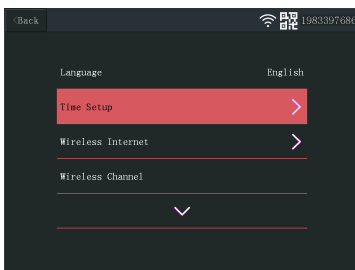 <Back
1983397686
Language English
Time Setup
Wireless Internet
Wireless Channel